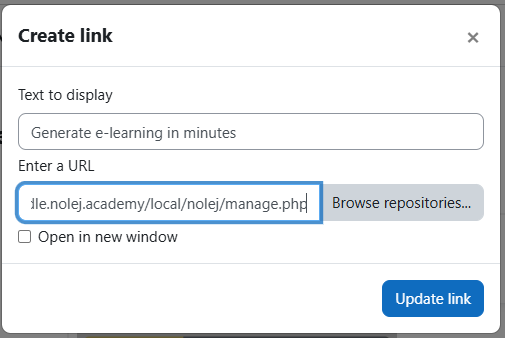 Create link
×
Text to display
Generate e-learning in minutes
Enter a URL
dle.nolej.academy/local/nolej/manage.php
Browse repositories...
Open in new window
Update link